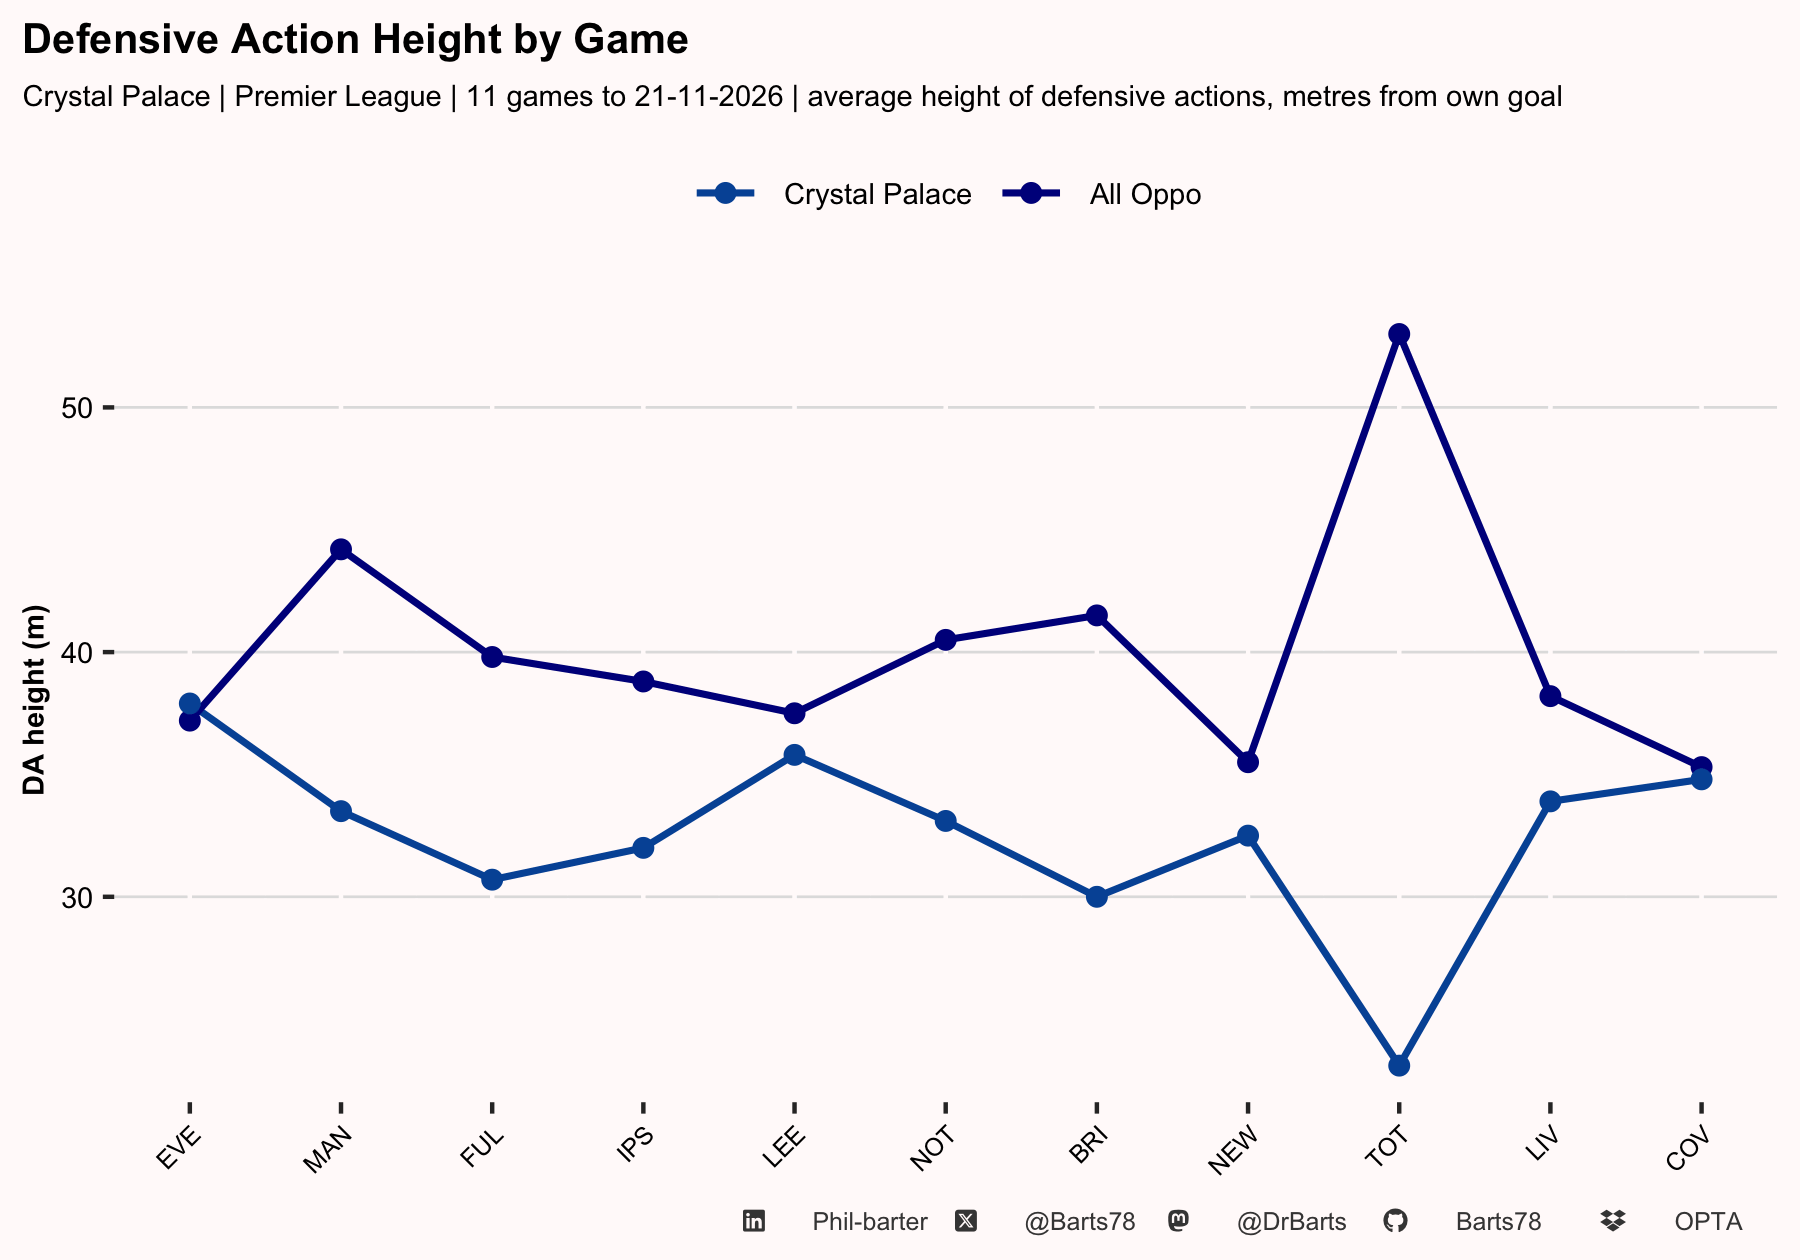 Defensive Action Height by Game
Crystal Palace | Premier League | 11 games to 21-11-2026 | average height of defensive actions, metres from own goal
Crystal Palace All Oppo
50
40
30
DA height (m)
EVE MAN FUL IPS LEE NOT BRI NEW TOT LIV COV
Phil-barter @Barts78 @DrBarts Barts78 OPTA